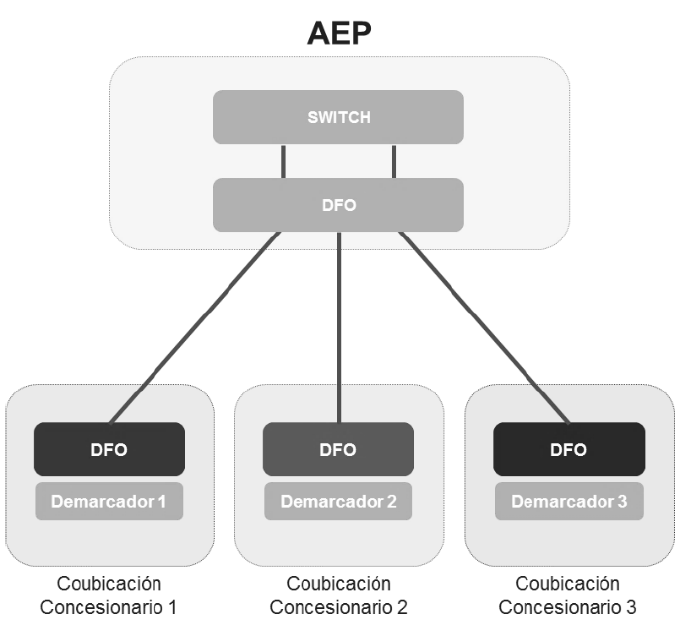 AEP
SWITCH
DFO
DFO
DFO
DFO
Demarcador 1
Demarcador 2
Demarcador 3
Coubicación
Concesionario 1
Coubicación
Concesionario 2
Coubicación
Concesionario 3